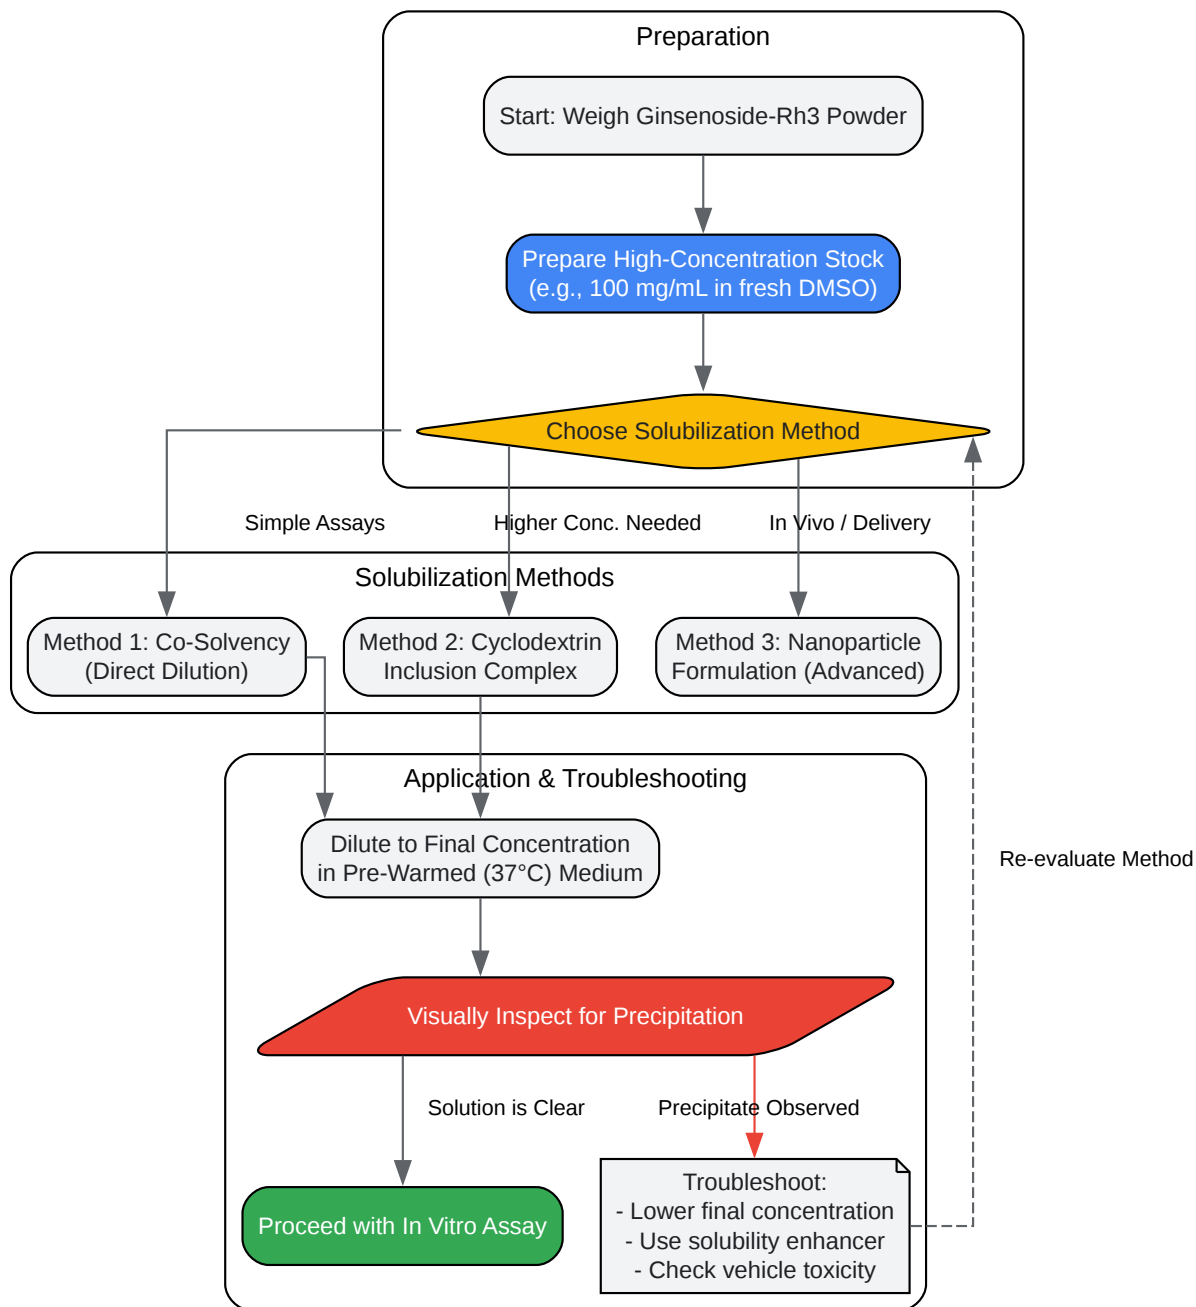 Preparation
Start: Weigh Ginsenoside-Rh3 Powder
Prepare High-Concentration Stock
(e.g., 100 mg/mL in fresh DMSO)
Choose Solubilization Method
Simple Assays
Higher Conc. Needed
In Vivo / Delivery
Solubilization Methods
Method 1: Co-Solvency
(Direct Dilution)
Method 2: Cyclodextrin
Inclusion Complex
Method 3: Nanoparticle
Formulation (Advanced)
Application & Troubleshooting
Dilute to Final Concentration
in Pre-Warmed (37°C) Medium
Re-evaluate Method
Visually Inspect for Precipitation
Solution is Clear
Precipitate Observed
Proceed with In Vitro Assay
Troubleshoot:
- Lower final concentration
- Use solubility enhancer
- Check vehicle toxicity